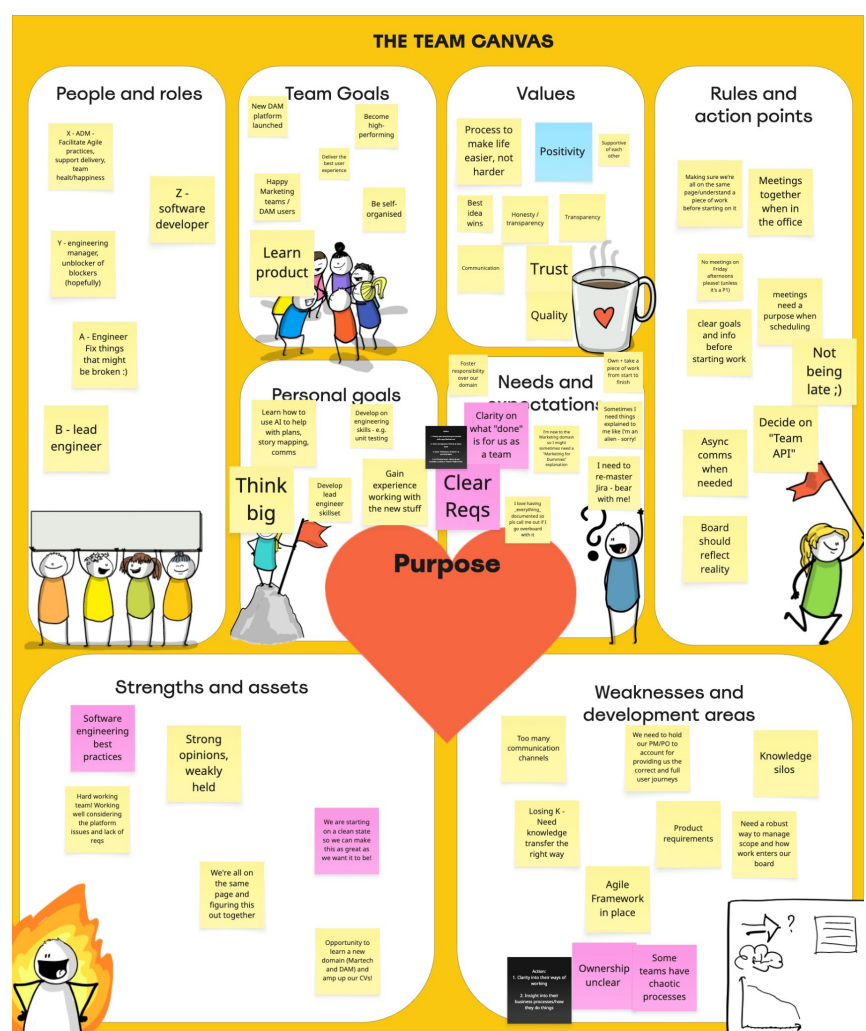 THE TEAM CANVAS
People and roles
X - ADM -
Facilitate Agile
practices,
support delivery,
team
healt/happiness
Z -
software
developer
Y - engineering
manager,
unblocker of
blockers
(hopefully)
A - Engineer
Fix things
that might
be broken :)
B - lead
engineer
Team Goals
New DAM
platform
launched
Become
high-
performing
Deliver the
best user
experience
Happy
Marketing
teams /
DAM users
Be self-
organised
Learn
product
Values
Process to
make life
easier, not
harder
Positivity
Supportive
of each
other
Best
idea
wins
Honesty /
transparency
Transparency
Communication
Trust
Quality
Rules and
action points
Making sure we're
all on the same
page/understand a
piece of work
before starting on it
Meetings
together
when in
the office
No meetings on
Friday
afternoons
please! (unless
it's a P1)
meetings
need a
purpose when
scheduling
clear goals
and info
before
starting work
Not
being
late ;)
Decide on
"Team
API"
Async
comms
when
needed
Board
should
reflect
reality
Personal goals
Learn how to
use AI to help
with plans,
story mapping,
comms
Develop on
engineering
skills - e.g.
unit testing
Think
big
Develop
lead
engineer
skillset
Gain
experience
working with
the new stuff
Needs and
expectations
Foster
responsibility
over our
domain
Own + take a
piece of work
from start to
finish
Clarity on
what "done"
is for us as
a team
Sometimes I
need things
explained to
me like I'm an
alien - sorry!
I'm new to the
Marketing domain
so I might
sometimes need a
"Marketing for
Dummies"
explanation
Clear
Reqs
I need to
re-master
Jira - bear
with me!
I love having
_everything_
documented so
pls call me out if I
go overboard
with it
Purpose
Strengths and assets
Software
engineering
best
practices
Strong
opinions,
weakly
held
Hard working
team! Working
well considering
the platform
issues and lack of
reqs
We are starting
on a clean state
so we can make
this as great as
we want it to be!
We're all on
the same
page and
figuring this
out together
Opportunity to
learn a new
domain (Martech
and DAM) and
amp up our CVs!
Weaknesses and
development areas
Too many
communication
channels
We need to hold
our PM/PO to
account for
providing us the
correct and full
user journeys
Knowledge
silos
Losing K -
Need
knowledge
transfer the
right way
Product
requirements
Need a robust
way to manage
scope and how
work enters our
board
Agile
Framework
in place
Action:
1. Clarity into their ways of
working
2. Insight into their
business processes/how
they do things
Ownership
unclear
Some
teams have
chaotic
processes
?